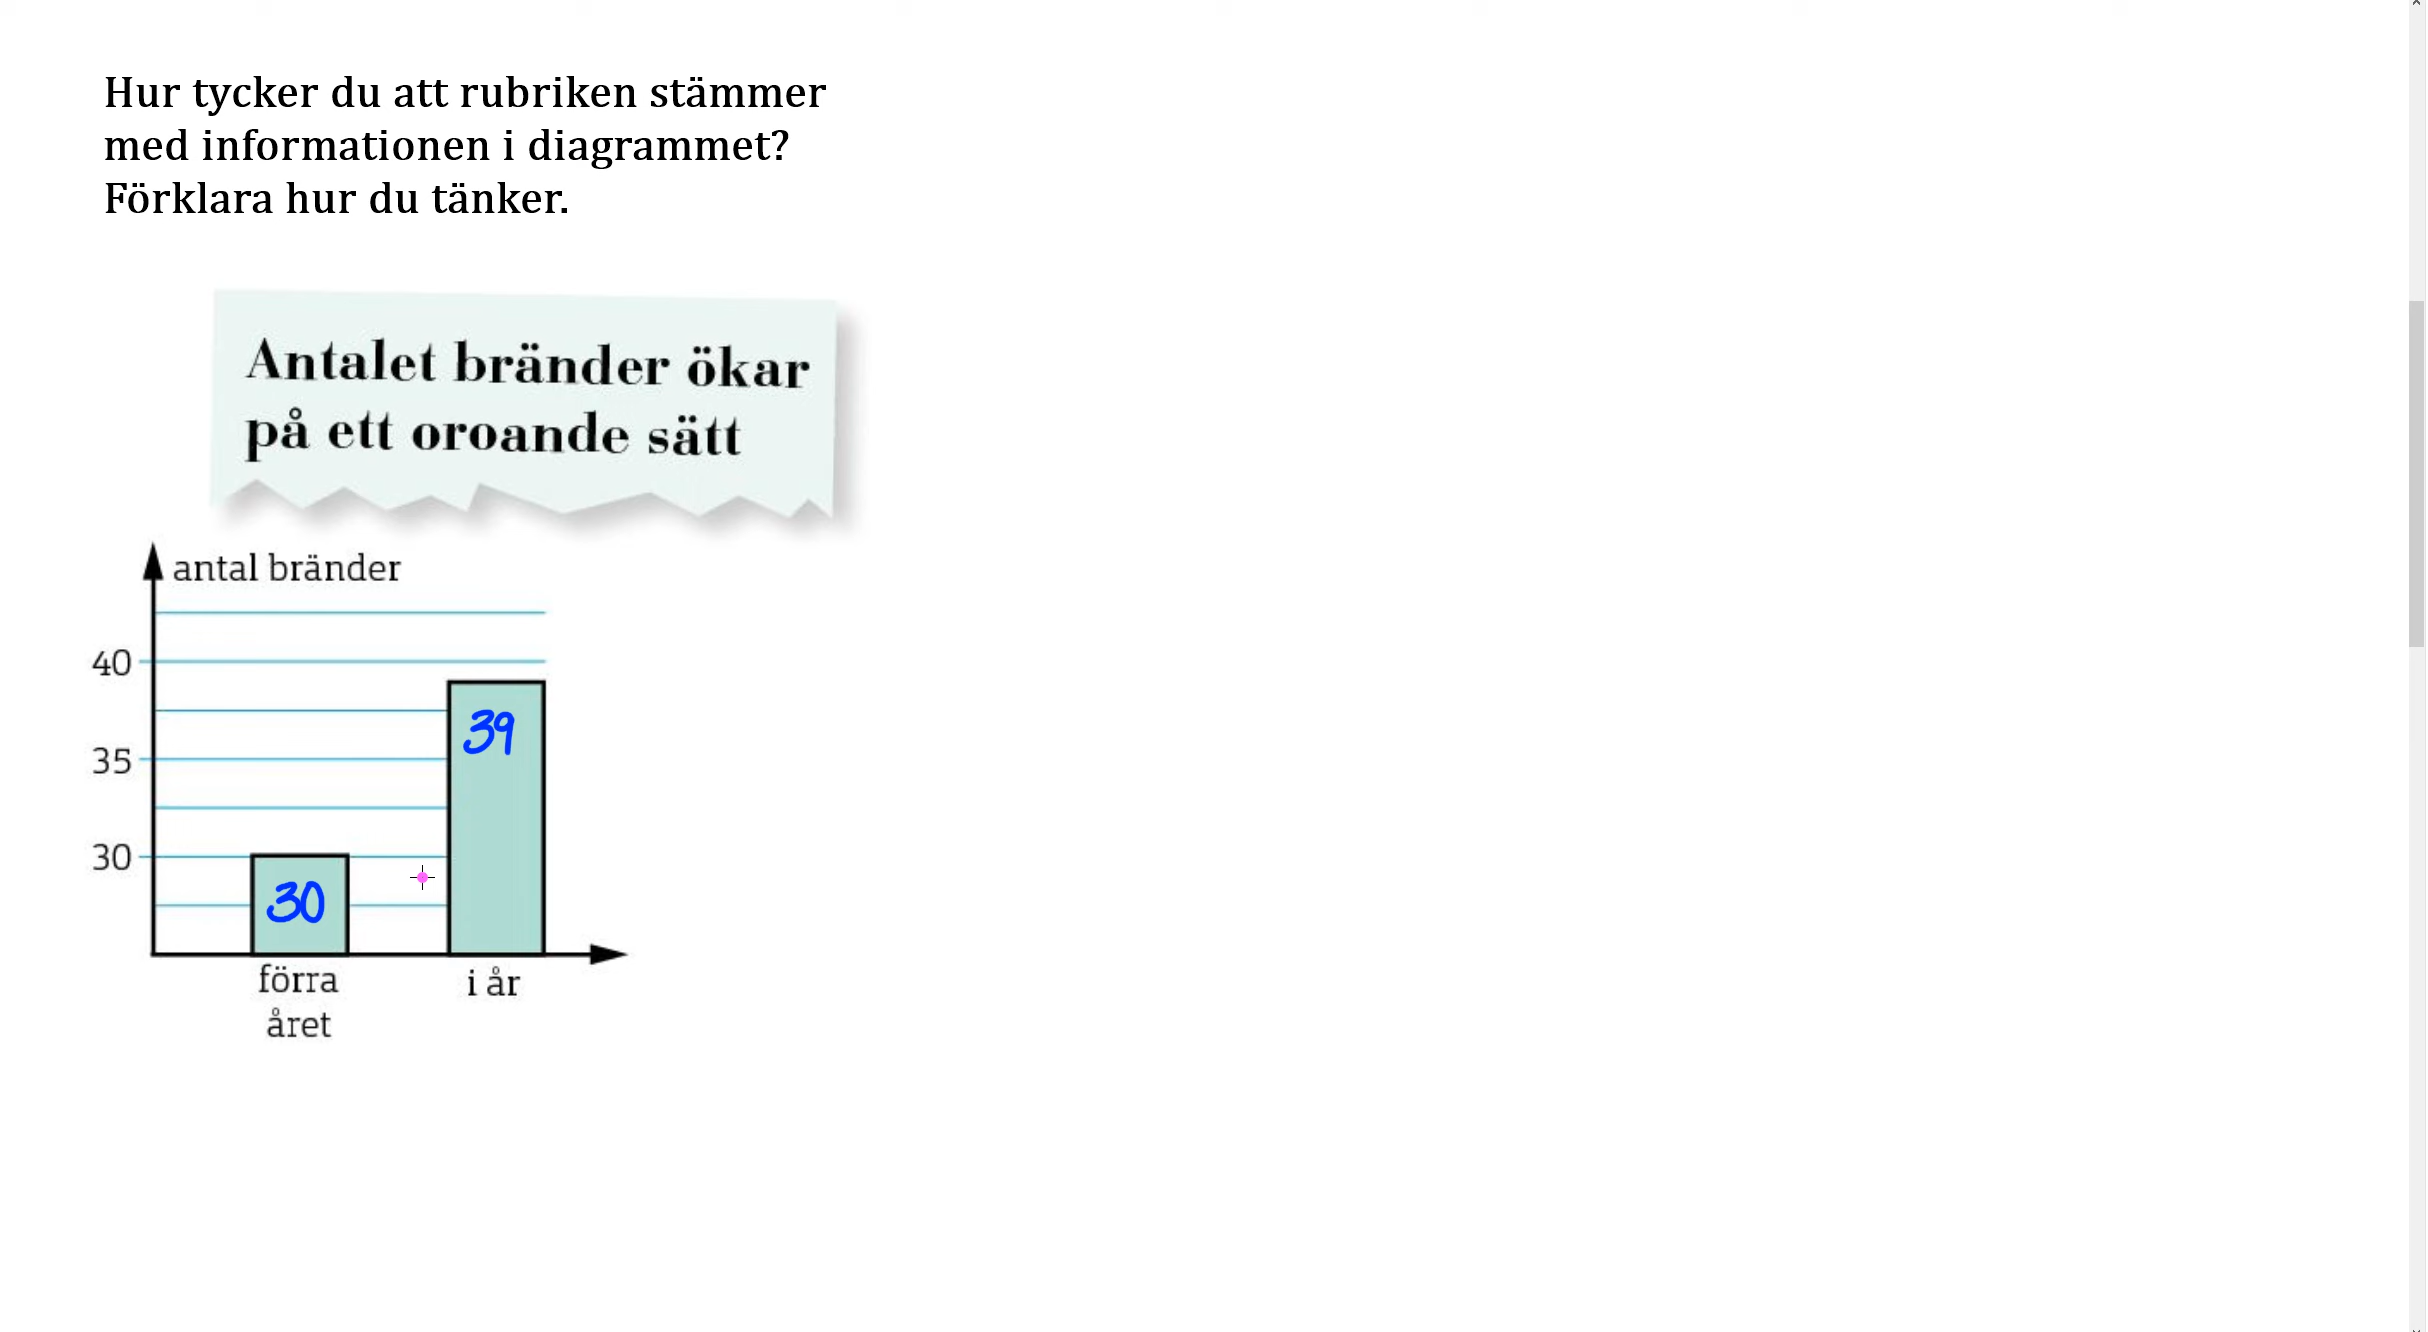 Hur tycker du att rubriken stämmer
med informationen i diagrammet?
Förklara hur du tänker.
Antalet bränder ökar
på ett oroande sätt
antal bränder
40
39
35
30
30
förra
året
i år